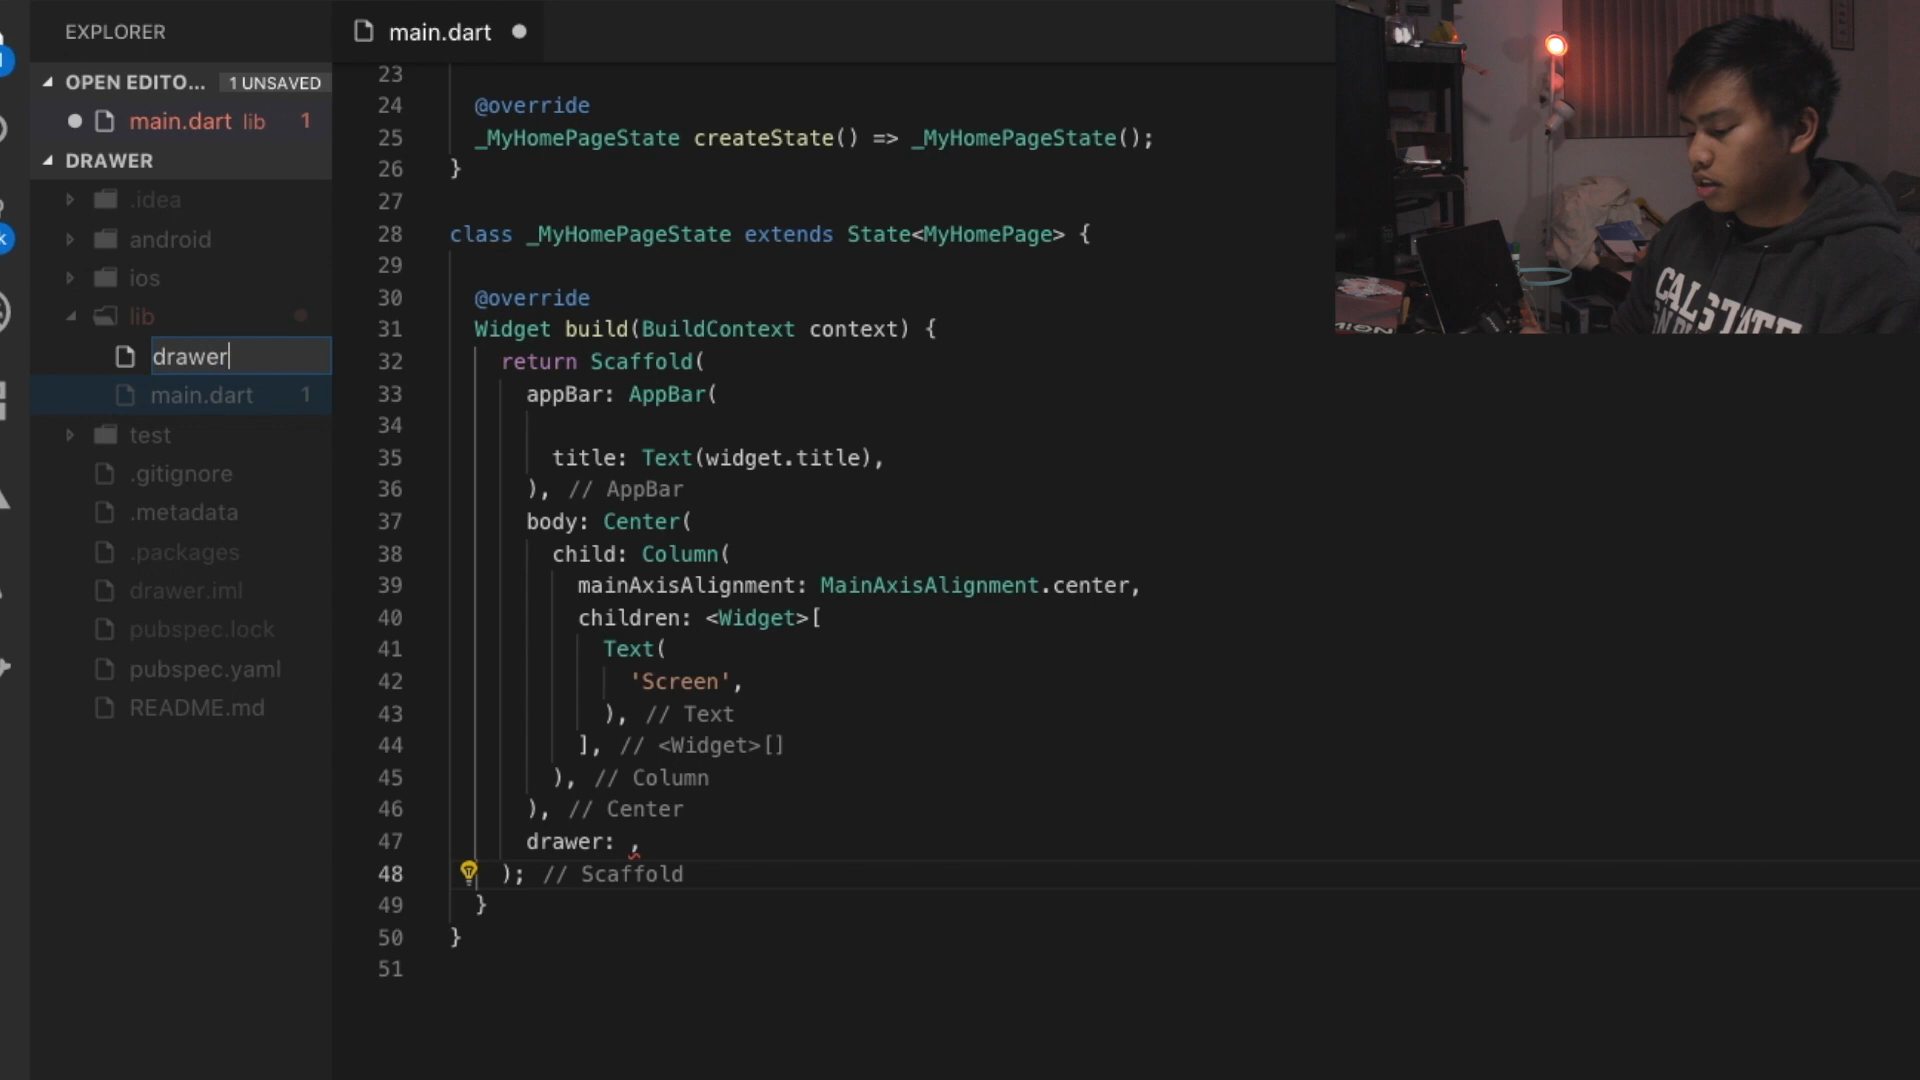 EXPLORER
OPEN EDITO... 1 UNSAVED
main.dart lib 1
DRAWER
.idea
android
ios
lib
drawer
main.dart 1
test
.gitignore
.metadata
.packages
drawer.iml
pubspec.lock
pubspec.yaml
README.md
main.dart
23
24 @override
25 _MyHomePageState createState() => _MyHomePageState();
26 }
27
28 class _MyHomePageState extends State<MyHomePage> {
29
30 @override
31 Widget build(BuildContext context) {
32 return Scaffold(
33 appBar: AppBar(
34
35 title: Text(widget.title),
36 ), // AppBar
37 body: Center(
38 child: Column(
39 mainAxisAlignment: MainAxisAlignment.center,
40 children: <Widget>[
41 Text(
42 'Screen',
43 ), // Text
44 ], // <Widget>[]
45 ), // Column
46 ), // Center
47 drawer: ,
48 ); // Scaffold
49 }
50 }
51
CAL STATE